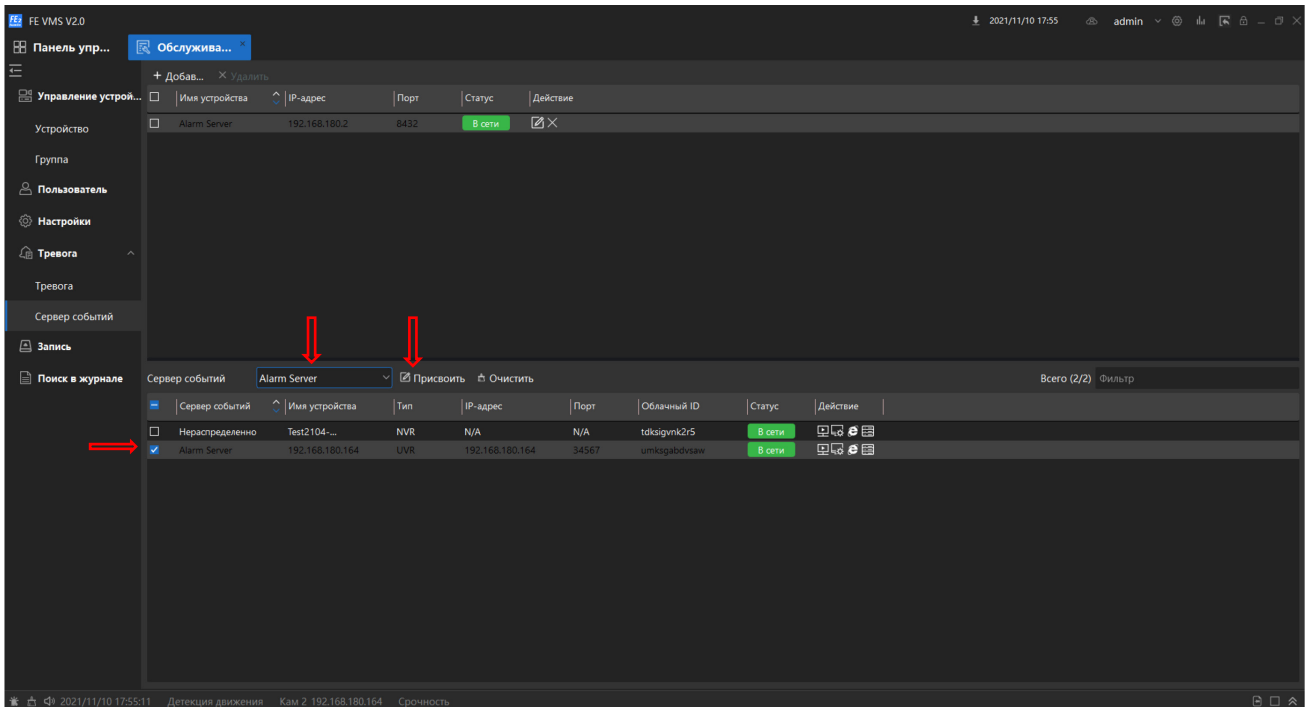 FE VMS V2.0 2021/11/10 17:55 admin
Панель упр... Обслужива...
+ Добав... × Удалить
Управление устрой... Имя устройства IP-адрес Порт Статус Действие
Устройство Alarm Server 192.168.180.2 8432 В сети
Группа
Пользователь
Настройки
Тревога
Тревога
Сервер событий
Запись
Поиск в журнале Сервер событий Alarm Server Присвоить Очистить Всего (2/2) Фильтр
Сервер событий Имя устройства Тип IP-адрес Порт Облачный ID Статус Действие
Нераспределенно Test2104-... NVR N/A N/A tdksigvnk2r5 В сети
Alarm Server 192.168.180.164 UVR 192.168.180.164 34567 umksgabdvsaw В сети
2021/11/10 17:55:11 Детекция движения Кам 2 192.168.180.164 Срочность